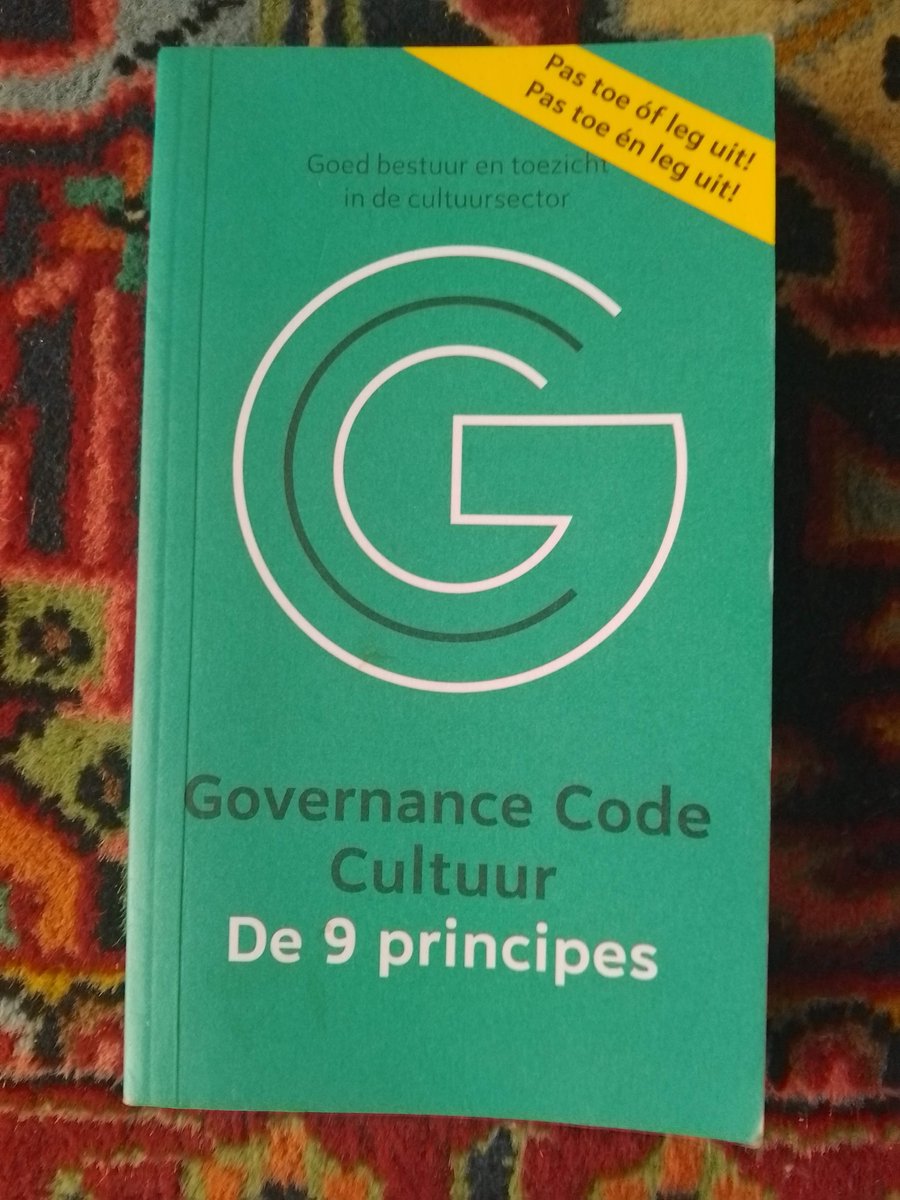 Pas toe óf leg uit!
Pas toe én leg uit!
Goed bestuur en toezicht
in de cultuursector
Governance Code
Cultuur
De 9 principes